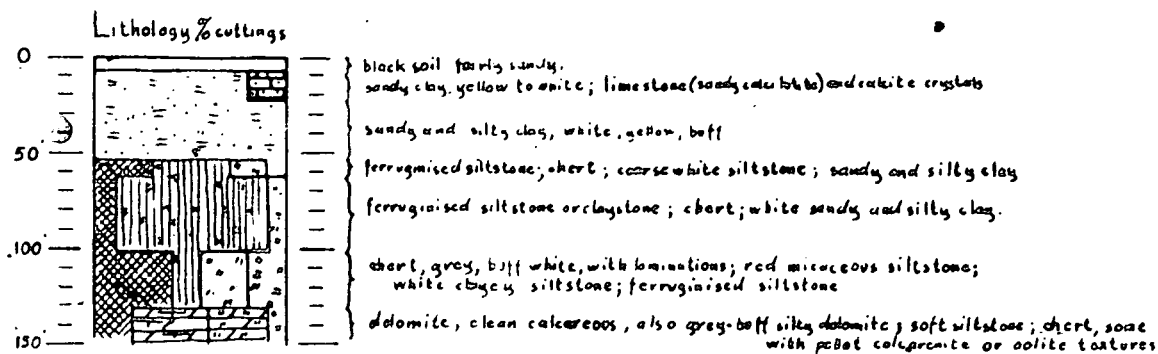 Lithology % cuttings
0
black soil fairly sandy.
sandy clay, yellow to white; limestone (sandy calcilutite) and calcite crystals
sandy and silty clay, white, yellow, buff
50
ferruginised siltstone; chert; coarse white siltstone; sandy and silty clay
ferruginised siltstone or claystone; chert; white sandy and silty clay.
100
chert, grey, buff white, with laminations; red micaceous siltstone;
white clayey siltstone; ferruginised siltstone
dolomite, clean calcareous, also grey-buff silty dolomite; soft siltstone; chert, some
150
with pellet calcarenite or oolite textures